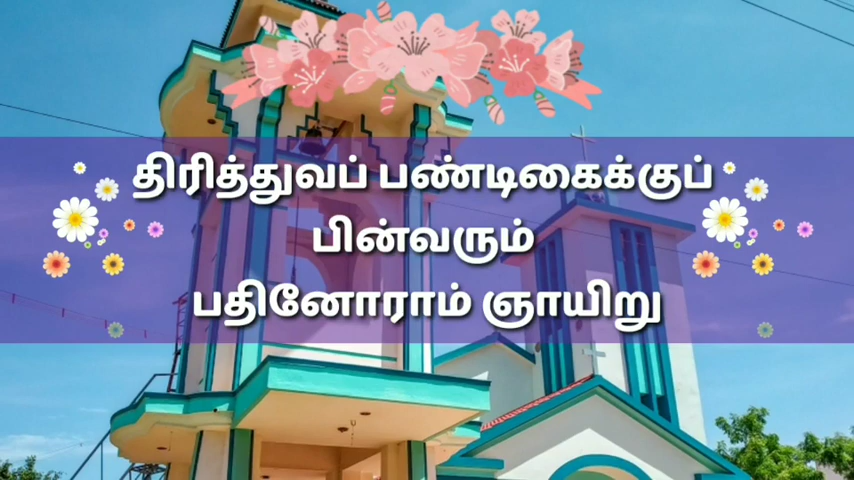 திரித்துவப் பண்டிகைக்குப்
பின்வரும்
பதினோராம் ஞாயிறு